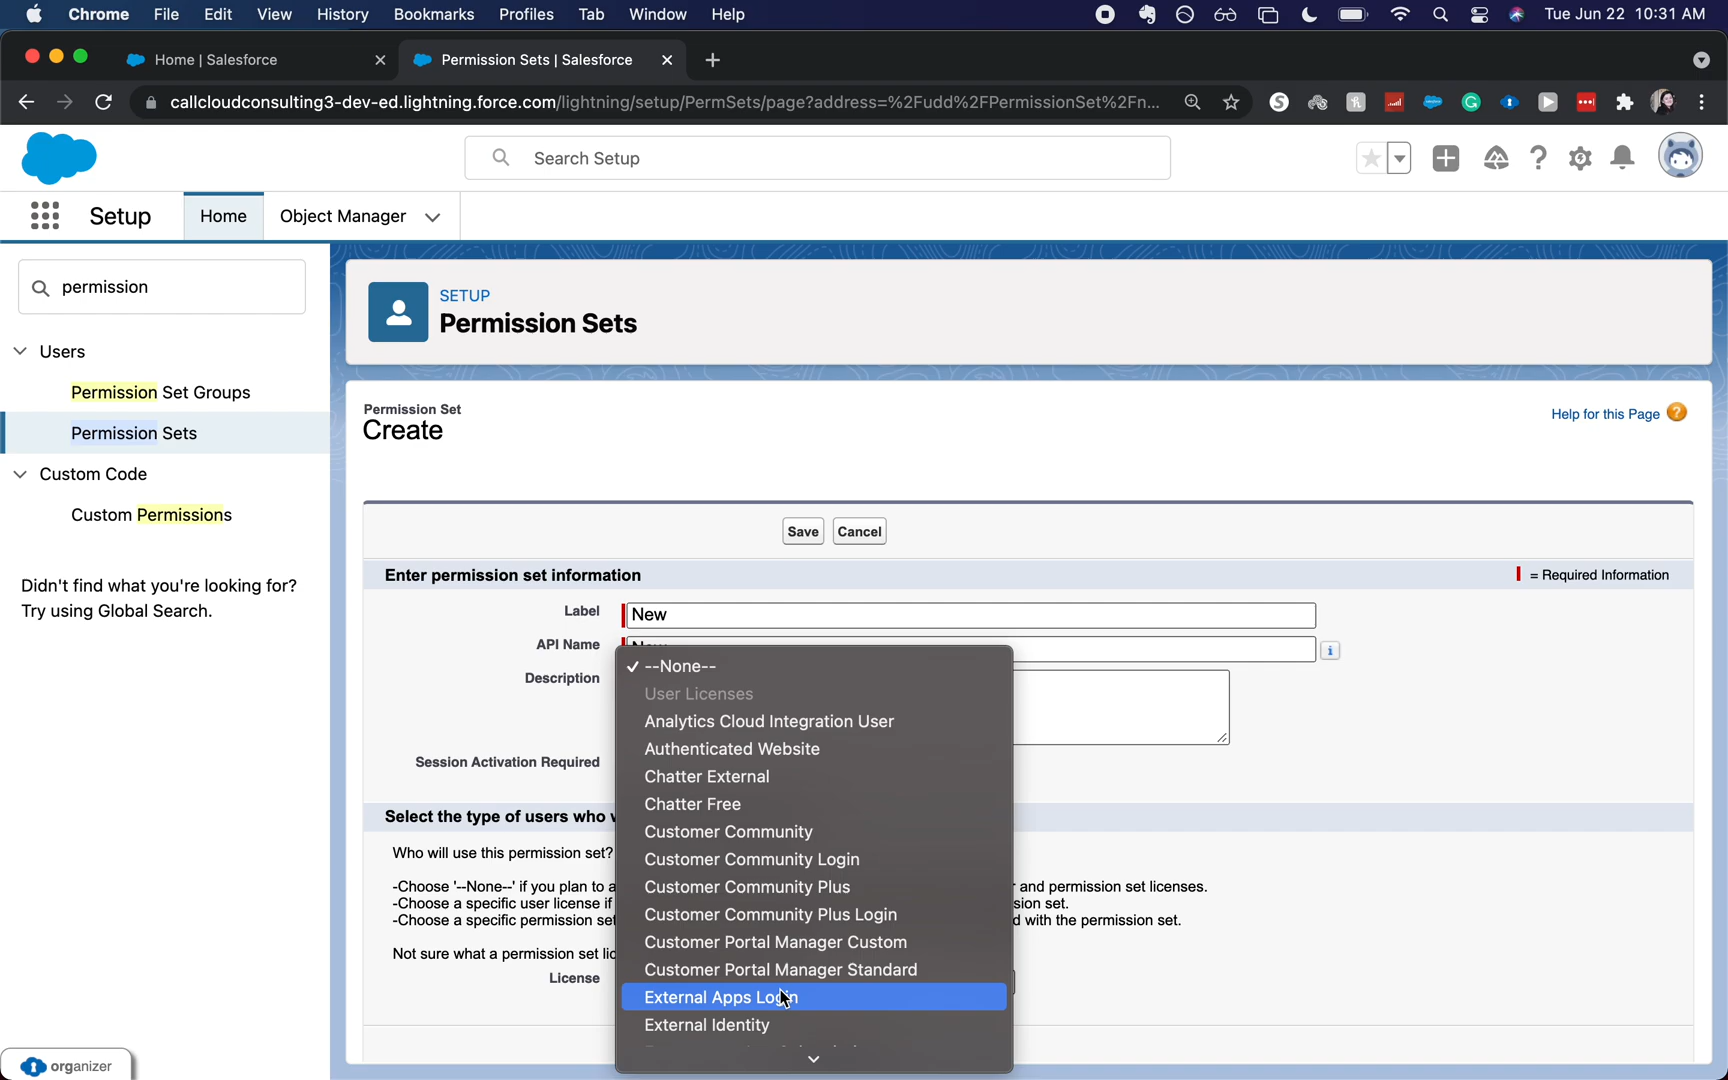 Chrome File Edit View History Bookmarks Profiles Tab Window Help Tue Jun 22 10:31 AM
Home | Salesforce Permission Sets | Salesforce
callcloudconsulting3-dev-ed.lightning.force.com/lightning/setup/PermSets/page?address=%2Fudd%2FPermissionSet%2Fn...
Search Setup
Setup Home Object Manager
permission
Users
Permission Set Groups
Permission Sets
Custom Code
Custom Permissions
Didn't find what you're looking for?
Try using Global Search.
organizer
SETUP
Permission Sets
Permission Set
Create
Help for this Page
Save Cancel
Enter permission set information
= Required Information
Label New
API Name
Description
Session Activation Required
Select the type of users who
Who will use this permission set?
-Choose '--None--' if you plan to a
and permission set licenses.
-Choose a specific user license if
sion set.
-Choose a specific permission set
d with the permission set.
Not sure what a permission set lic
License
--None--
User Licenses
Analytics Cloud Integration User
Authenticated Website
Chatter External
Chatter Free
Customer Community
Customer Community Login
Customer Community Plus
Customer Community Plus Login
Customer Portal Manager Custom
Customer Portal Manager Standard
External Apps Login
External Identity